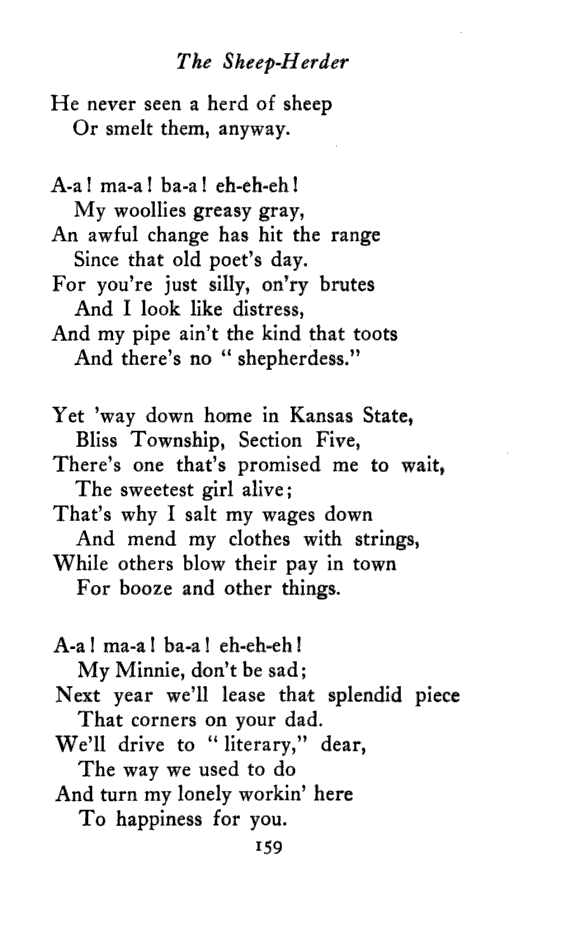 The Sheep-Herder
He never seen a herd of sheep
Or smelt them, anyway.
A-a! ma-a! ba-a! eh-eh-eh!
My woollies greasy gray,
An awful change has hit the range
Since that old poet's day.
For you're just silly, on'ry brutes
And I look like distress,
And my pipe ain't the kind that toots
And there's no “ shepherdess.”
Yet 'way down home in Kansas State,
Bliss Township, Section Five,
There's one that's promised me to wait,
The sweetest girl alive;
That's why I salt my wages down
And mend my clothes with strings,
While others blow their pay in town
For booze and other things.
A-a! ma-a! ba-a! eh-eh-eh!
My Minnie, don't be sad;
Next year we'll lease that splendid piece
That corners on your dad.
We'll drive to “ literary,” dear,
The way we used to do
And turn my lonely workin' here
To happiness for you.
159